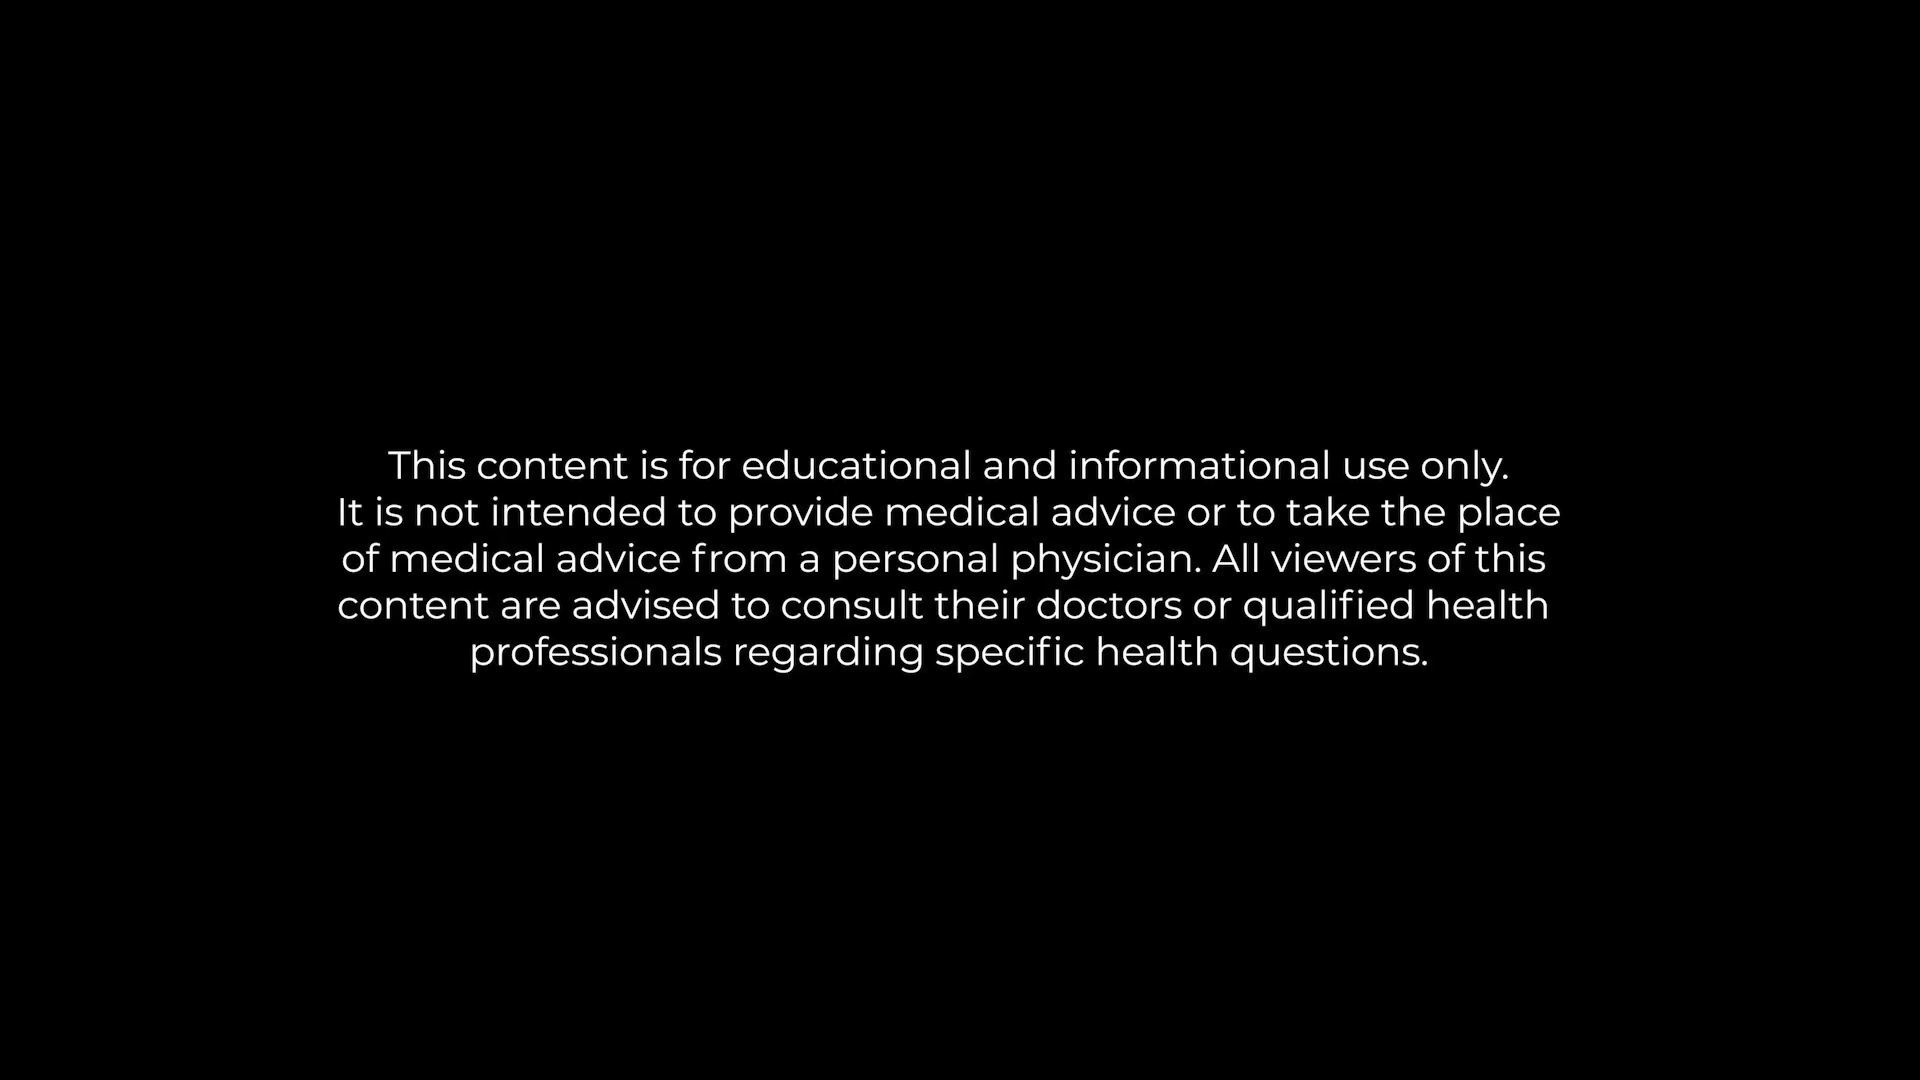 This content is for educational and informational use only.
It is not intended to provide medical advice or to take the place
of medical advice from a personal physician. All viewers of this
content are advised to consult their doctors or qualified health
professionals regarding specific health questions.